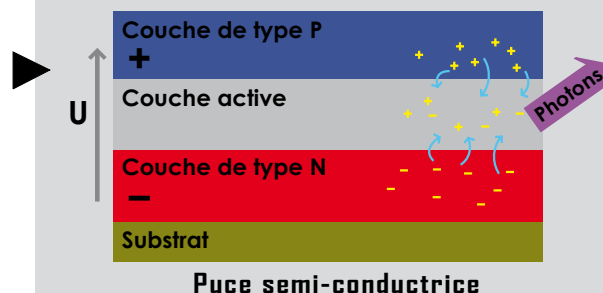 Couche de type P
+
U
Couche active
Photons
Couche de type N
−
Substrat
Puce semi-conductrice